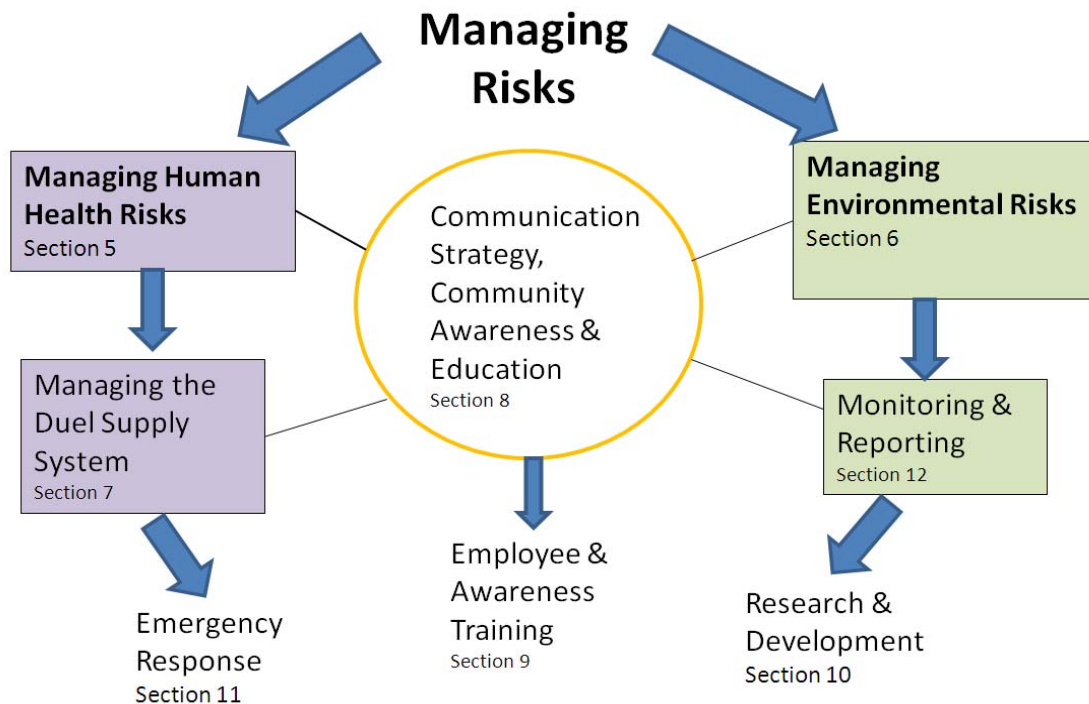 Managing
Risks
Managing Human
Health Risks
Section 5
Communication
Strategy,
Community
Awareness &
Education
Section 8
Managing
Environmental Risks
Section 6
Managing the
Duel Supply
System
Section 7
Monitoring &
Reporting
Section 12
Emergency
Response
Section 11
Employee &
Awareness
Training
Section 9
Research &
Development
Section 10